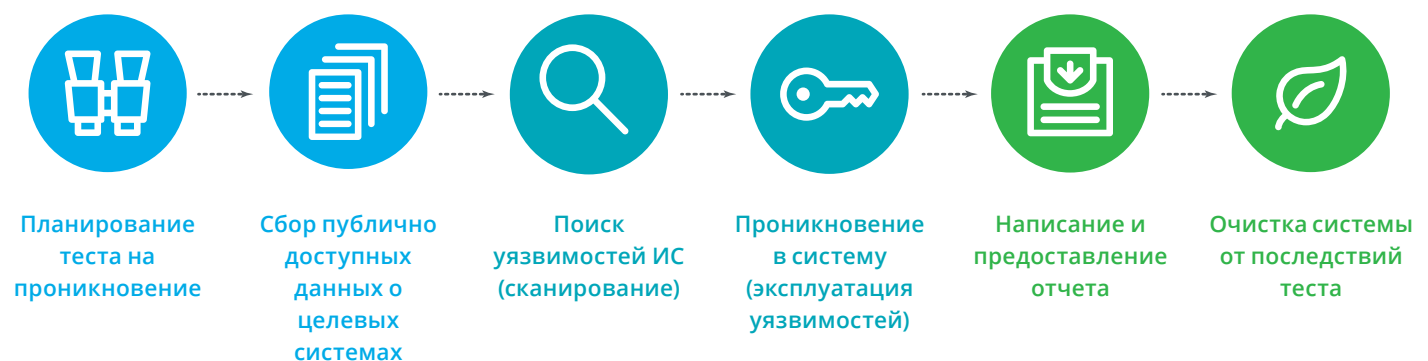 Планирование
теста на
проникновение
Сбор публично
доступных
данных о
целевых
системах
Поиск
уязвимостей ИС
(сканирование)
Проникновение
в систему
(эксплуатация
уязвимостей)
Написание и
предоставление
отчета
Очистка системы
от последствий
теста